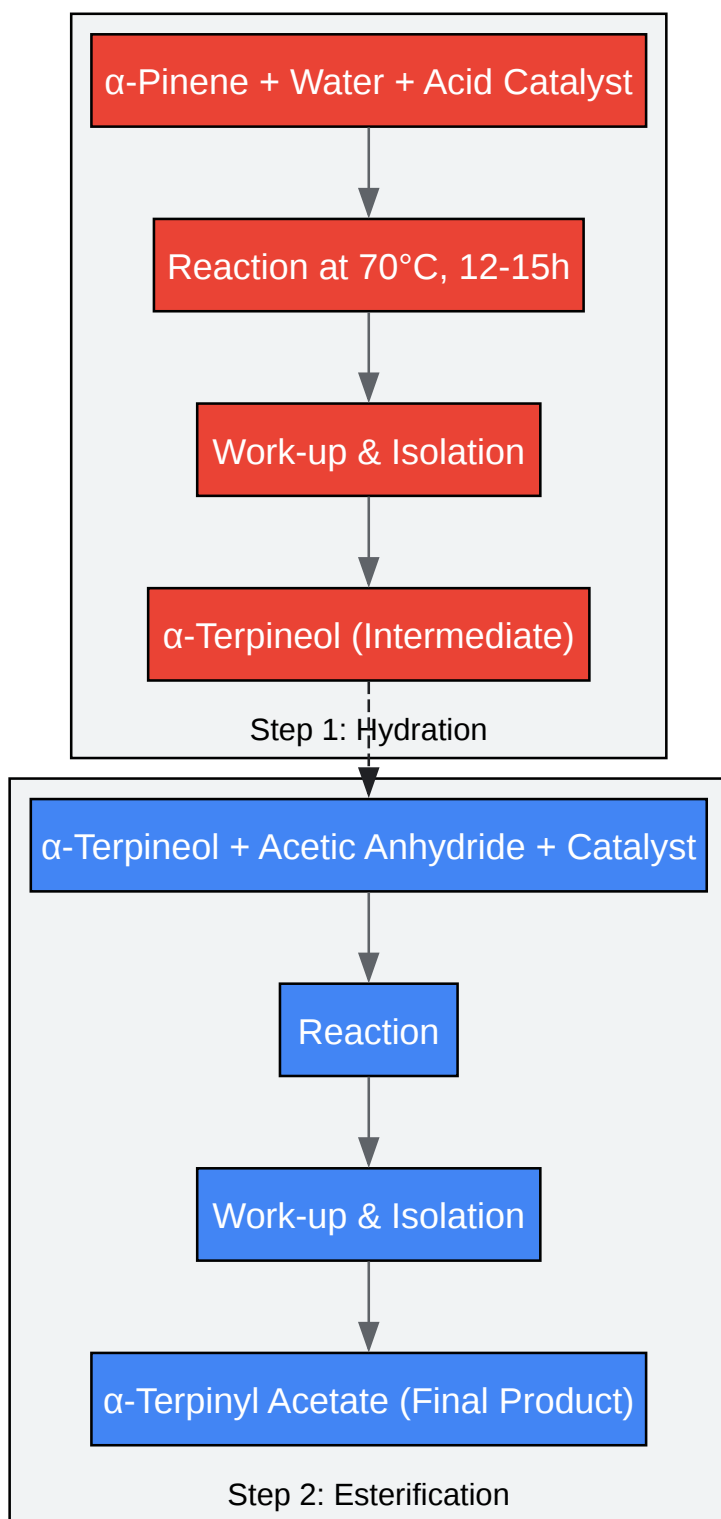 α-Pinene + Water + Acid Catalyst
Reaction at 70°C, 12-15h
Work-up & Isolation
α-Terpineol (Intermediate)
Step 1: Hydration
α-Terpineol + Acetic Anhydride + Catalyst
Reaction
Work-up & Isolation
α-Terpinyl Acetate (Final Product)
Step 2: Esterification